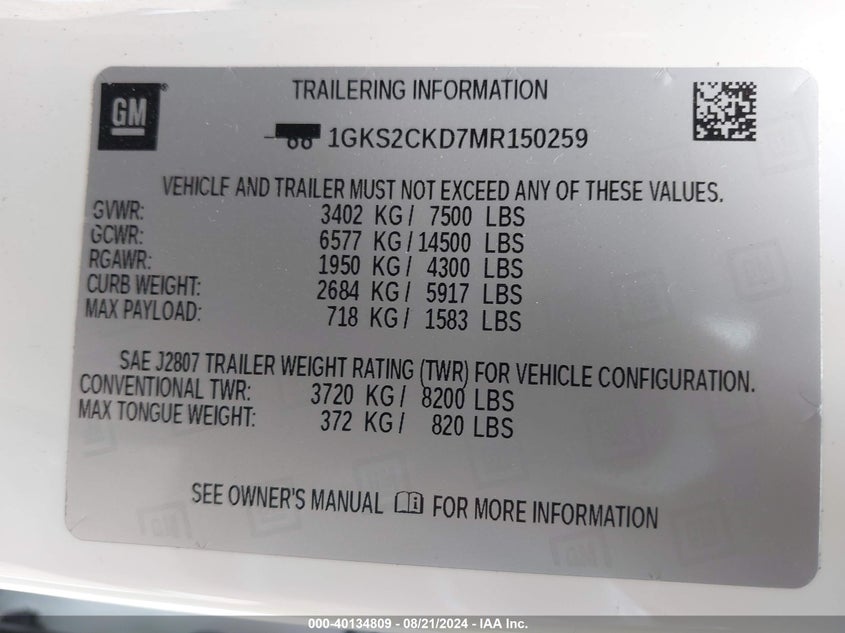 GM
TRAILERING INFORMATION
1GKS2CKD7MR150259
VEHICLE AND TRAILER MUST NOT EXCEED ANY OF THESE VALUES.
GVWR: 3402 KG/ 7500 LBS
GCWR: 6577 KG/14500 LBS
RGAWR: 1950 KG/ 4300 LBS
CURB WEIGHT: 2684 KG/ 5917 LBS
MAX PAYLOAD: 718 KG/ 1583 LBS
SAE J2807 TRAILER WEIGHT RATING (TWR) FOR VEHICLE CONFIGURATION.
CONVENTIONAL TWR: 3720 KG/ 8200 LBS
MAX TONGUE WEIGHT: 372 KG/ 820 LBS
SEE OWNER'S MANUAL FOR MORE INFORMATION
000-40134809 - 08/21/2024 - IAA Inc.